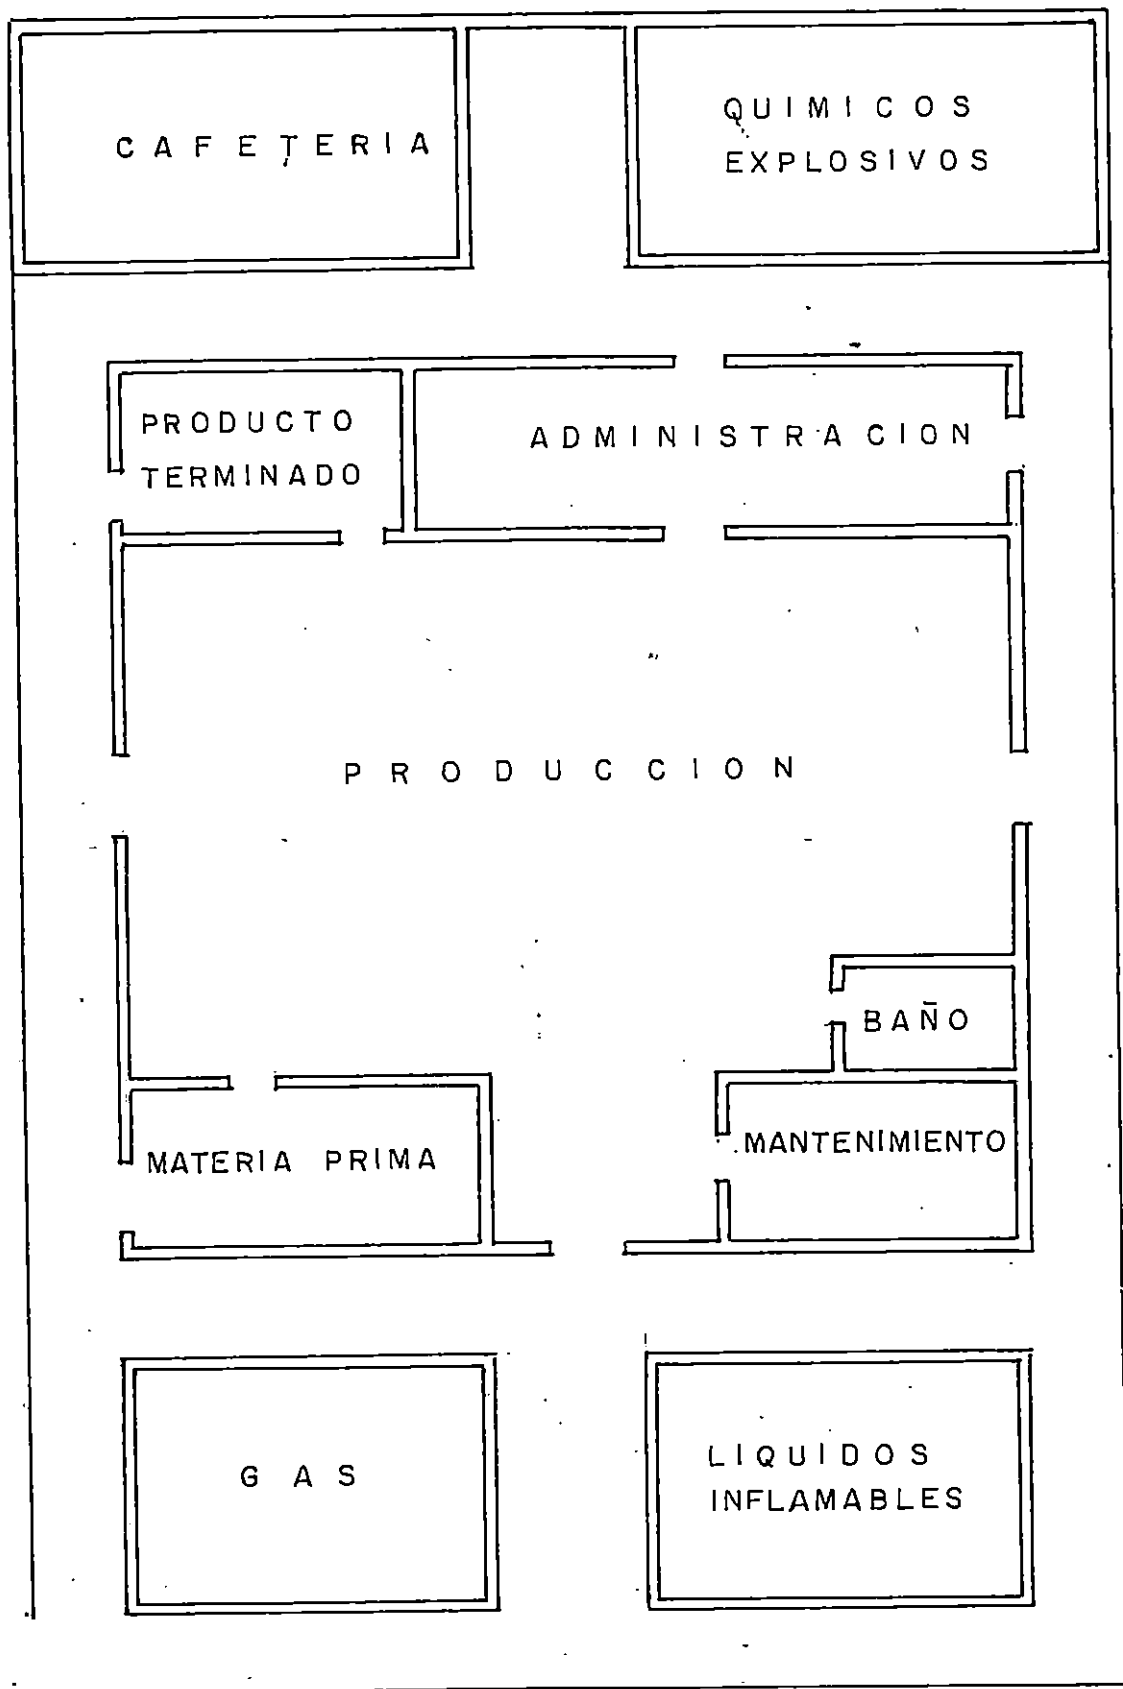 CAFETERIA
QUIMICOS
EXPLOSIVOS
PRODUCTO
TERMINADO
ADMINISTRACION
PRODUCCION
BAÑO
MATERIA PRIMA
MANTENIMIENTO
GAS
LIQUIDOS
INFLAMABLES